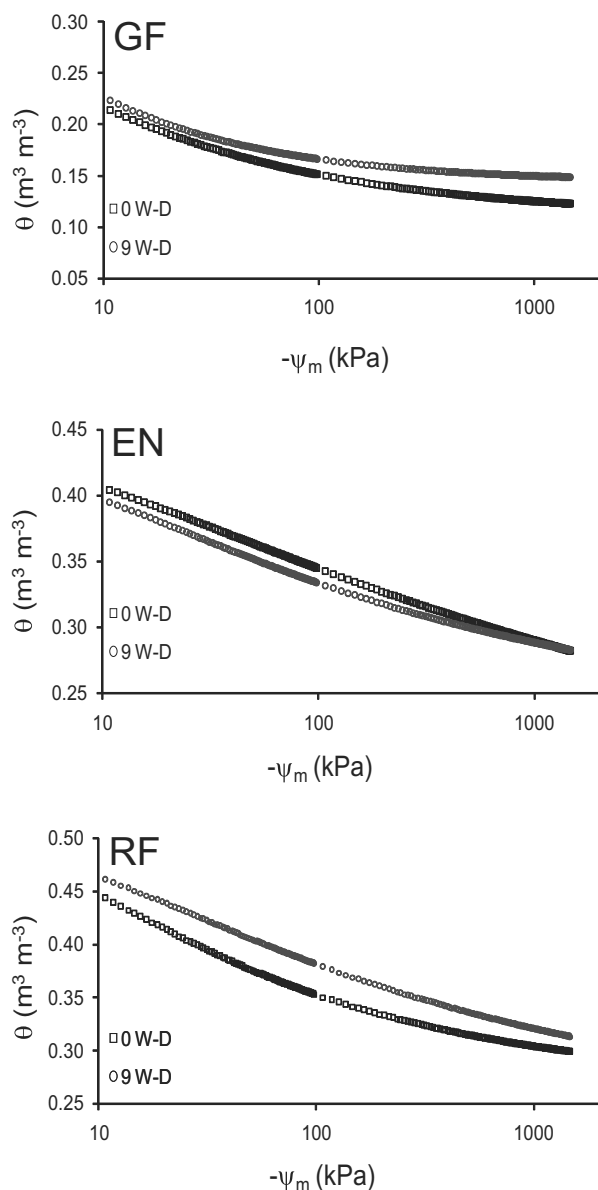 GF
0.30
0.25
0.20
0.15
0.10
0.05
θ (m³ m⁻³)
□ 0 W-D
○ 9 W-D
10 100 1000
-ψm (kPa)
EN
0.45
0.40
0.35
0.30
0.25
θ (m³ m⁻³)
□ 0 W-D
○ 9 W-D
10 100 1000
-ψm (kPa)
RF
0.50
0.45
0.40
0.35
0.30
0.25
θ (m³ m⁻³)
□ 0 W-D
○ 9 W-D
10 100 1000
-ψm (kPa)